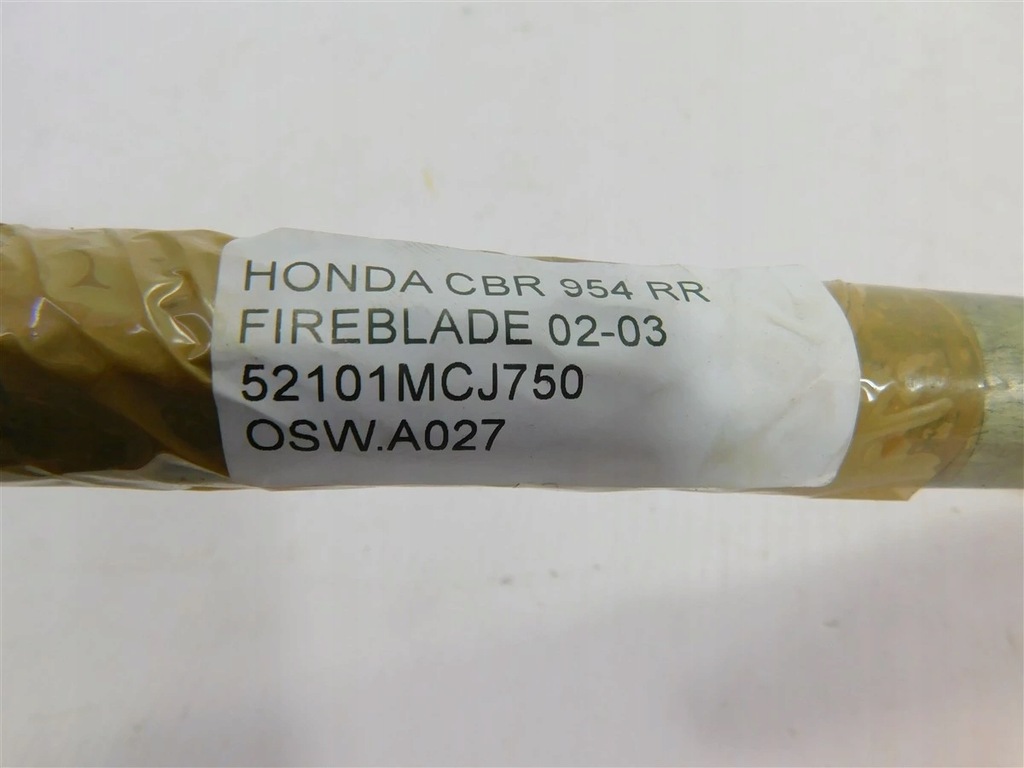 HONDA CBR 954 RR
FIREBLADE 02-03
52101MCJ750
OSW.A027